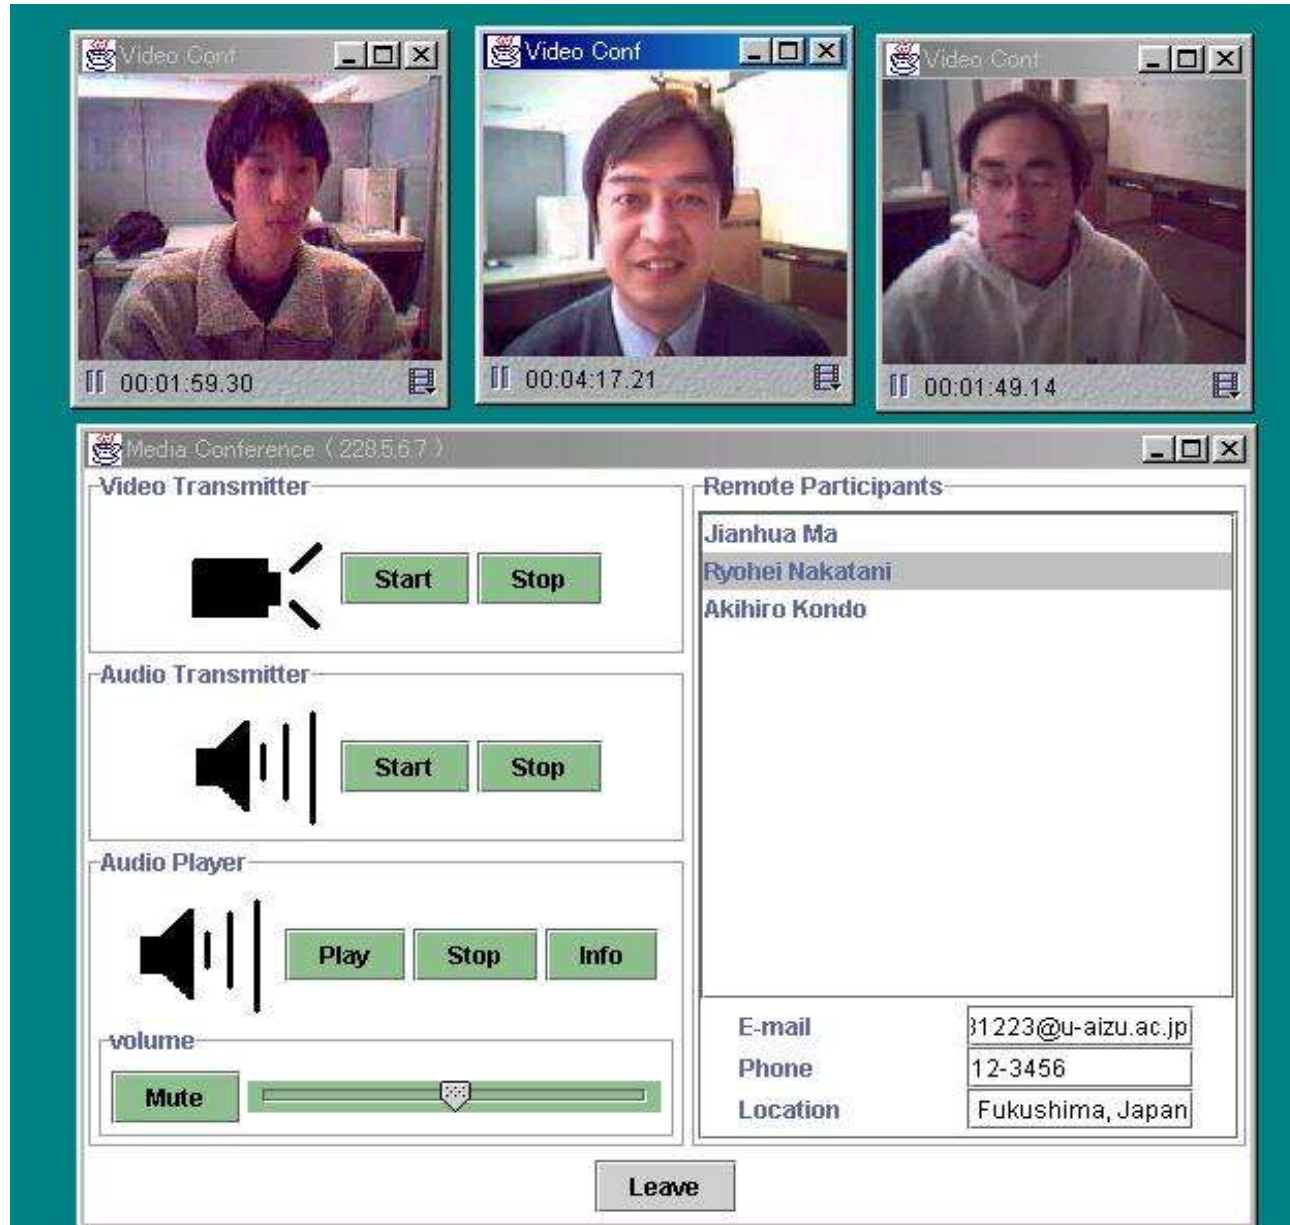 Video Conf
Video Conf
Video Conf
00:01:59.30
00:04:17.21
00:01:49.14
Media Conference ( 228.5.6.7 )
Video Transmitter
Start
Stop
Audio Transmitter
Start
Stop
Audio Player
Play
Stop
Info
volume
Mute
Remote Participants
Jianhua Ma
Ryohei Nakatani
Akihiro Kondo
E-mail
31223@u-aizu.ac.jp
Phone
12-3456
Location
Fukushima, Japan
Leave